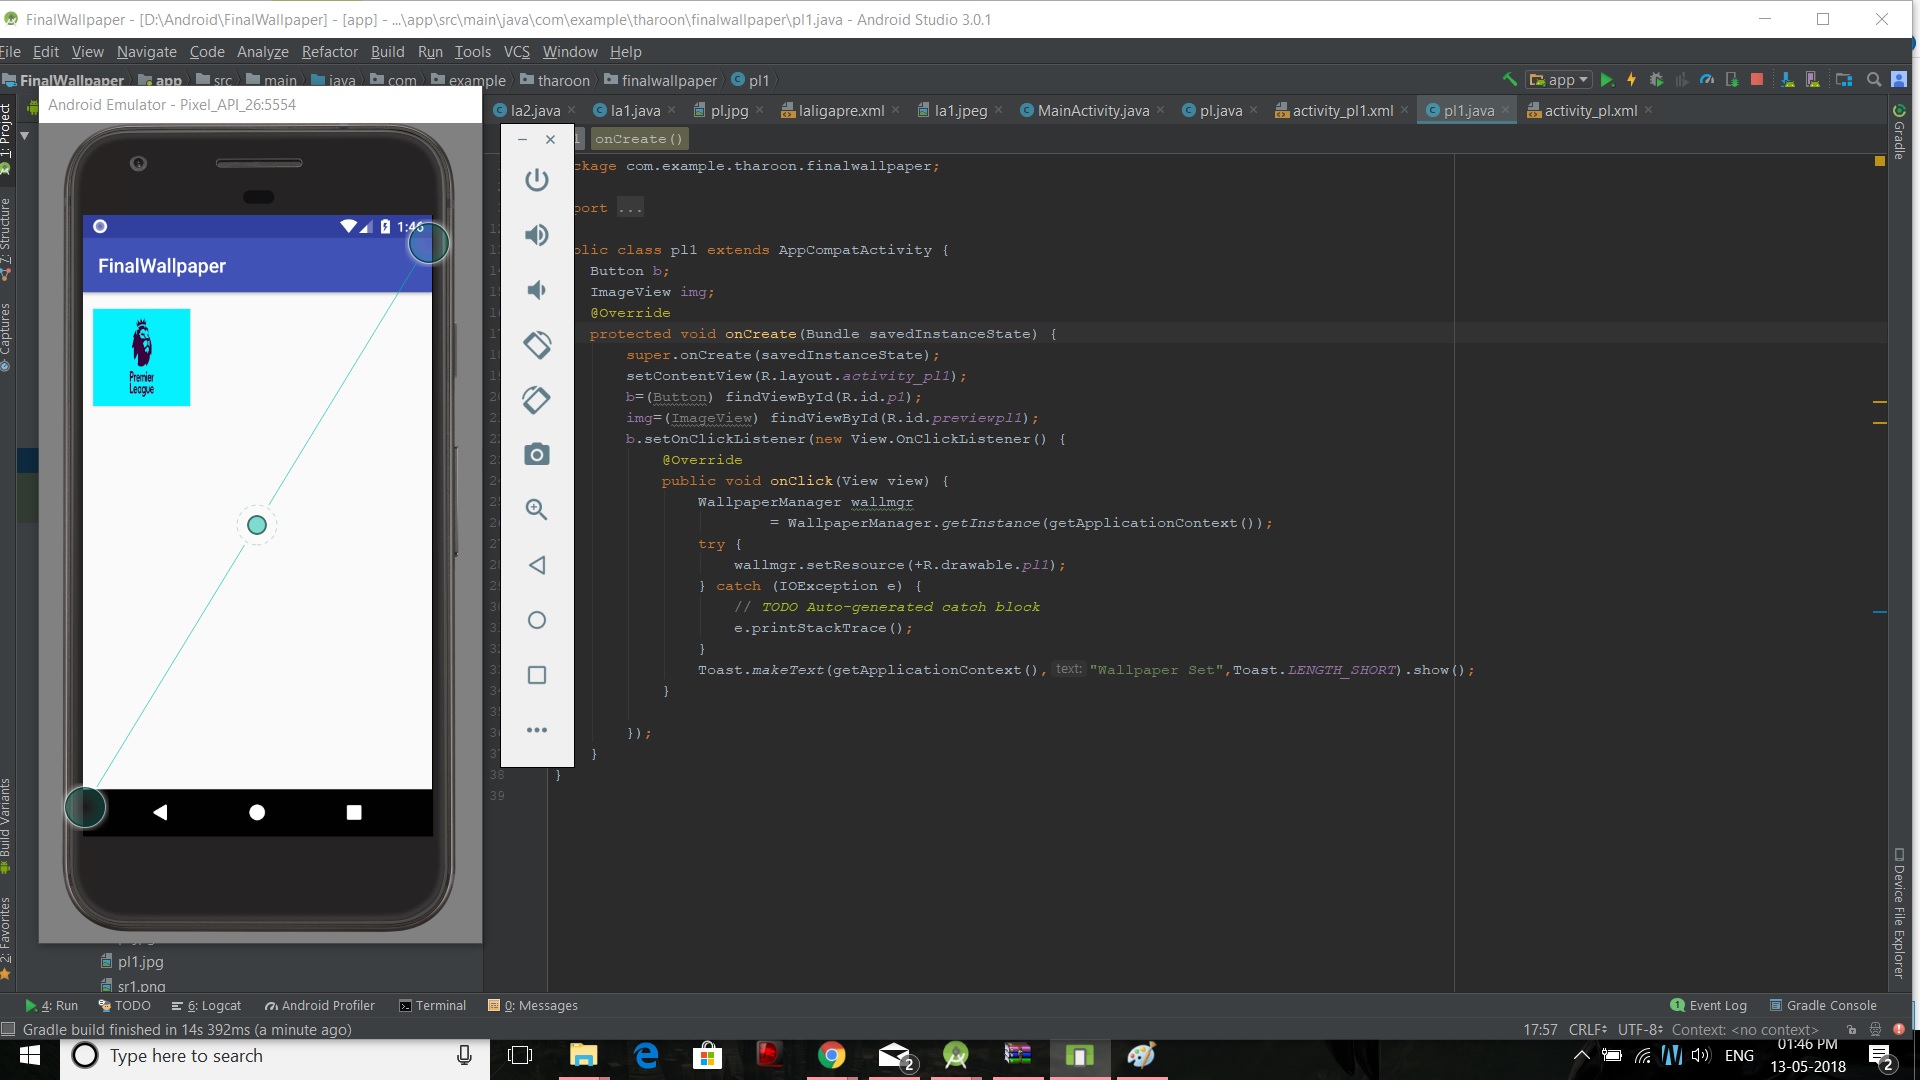 FinalWallpaper - [D:\Android\FinalWallpaper] - [app] - ...\app\src\main\java\com\example\tharoon\finalwallpaper\pl1.java - Android Studio 3.0.1
File Edit View Navigate Code Analyze Refactor Build Run Tools VCS Window Help
FinalWallpaper app src main java com example tharoon finalwallpaper pl1 app
Android Emulator - Pixel_API_26:5554
la2.java la1.java pl.jpg laligapre.xml la1.jpeg MainActivity.java pl.java activity_pl1.xml pl1.java activity_pl.xml
onCreate()
1: Project
7: Structure
Captures
Build Variants
2: Favorites
1:46
FinalWallpaper
Premier
League
ckage com.example.tharoon.finalwallpaper;
port ...
blic class pl1 extends AppCompatActivity {
Button b;
ImageView img;
@Override
protected void onCreate(Bundle savedInstanceState) {
super.onCreate(savedInstanceState);
setContentView(R.layout.activity_pl1);
b=(Button) findViewById(R.id.p1);
img=(ImageView) findViewById(R.id.previewpl1);
b.setOnClickListener(new View.OnClickListener() {
@Override
public void onClick(View view) {
WallpaperManager wallmgr
= WallpaperManager.getInstance(getApplicationContext());
try {
wallmgr.setResource(+R.drawable.pl1);
} catch (IOException e) {
// TODO Auto-generated catch block
e.printStackTrace();
}
Toast.makeText(getApplicationContext(), text: "Wallpaper Set",Toast.LENGTH_SHORT).show();
}
});
}
38 }
39
Gradle
Device File Explorer
pl1.jpg
sr1.png
4: Run TODO 6: Logcat Android Profiler Terminal 0: Messages 1 Event Log Gradle Console
Gradle build finished in 14s 392ms (a minute ago) 17:57 CRLF UTF-8 Context: <no context>
Type here to search 2 ENG 01:46 PM
13-05-2018 2